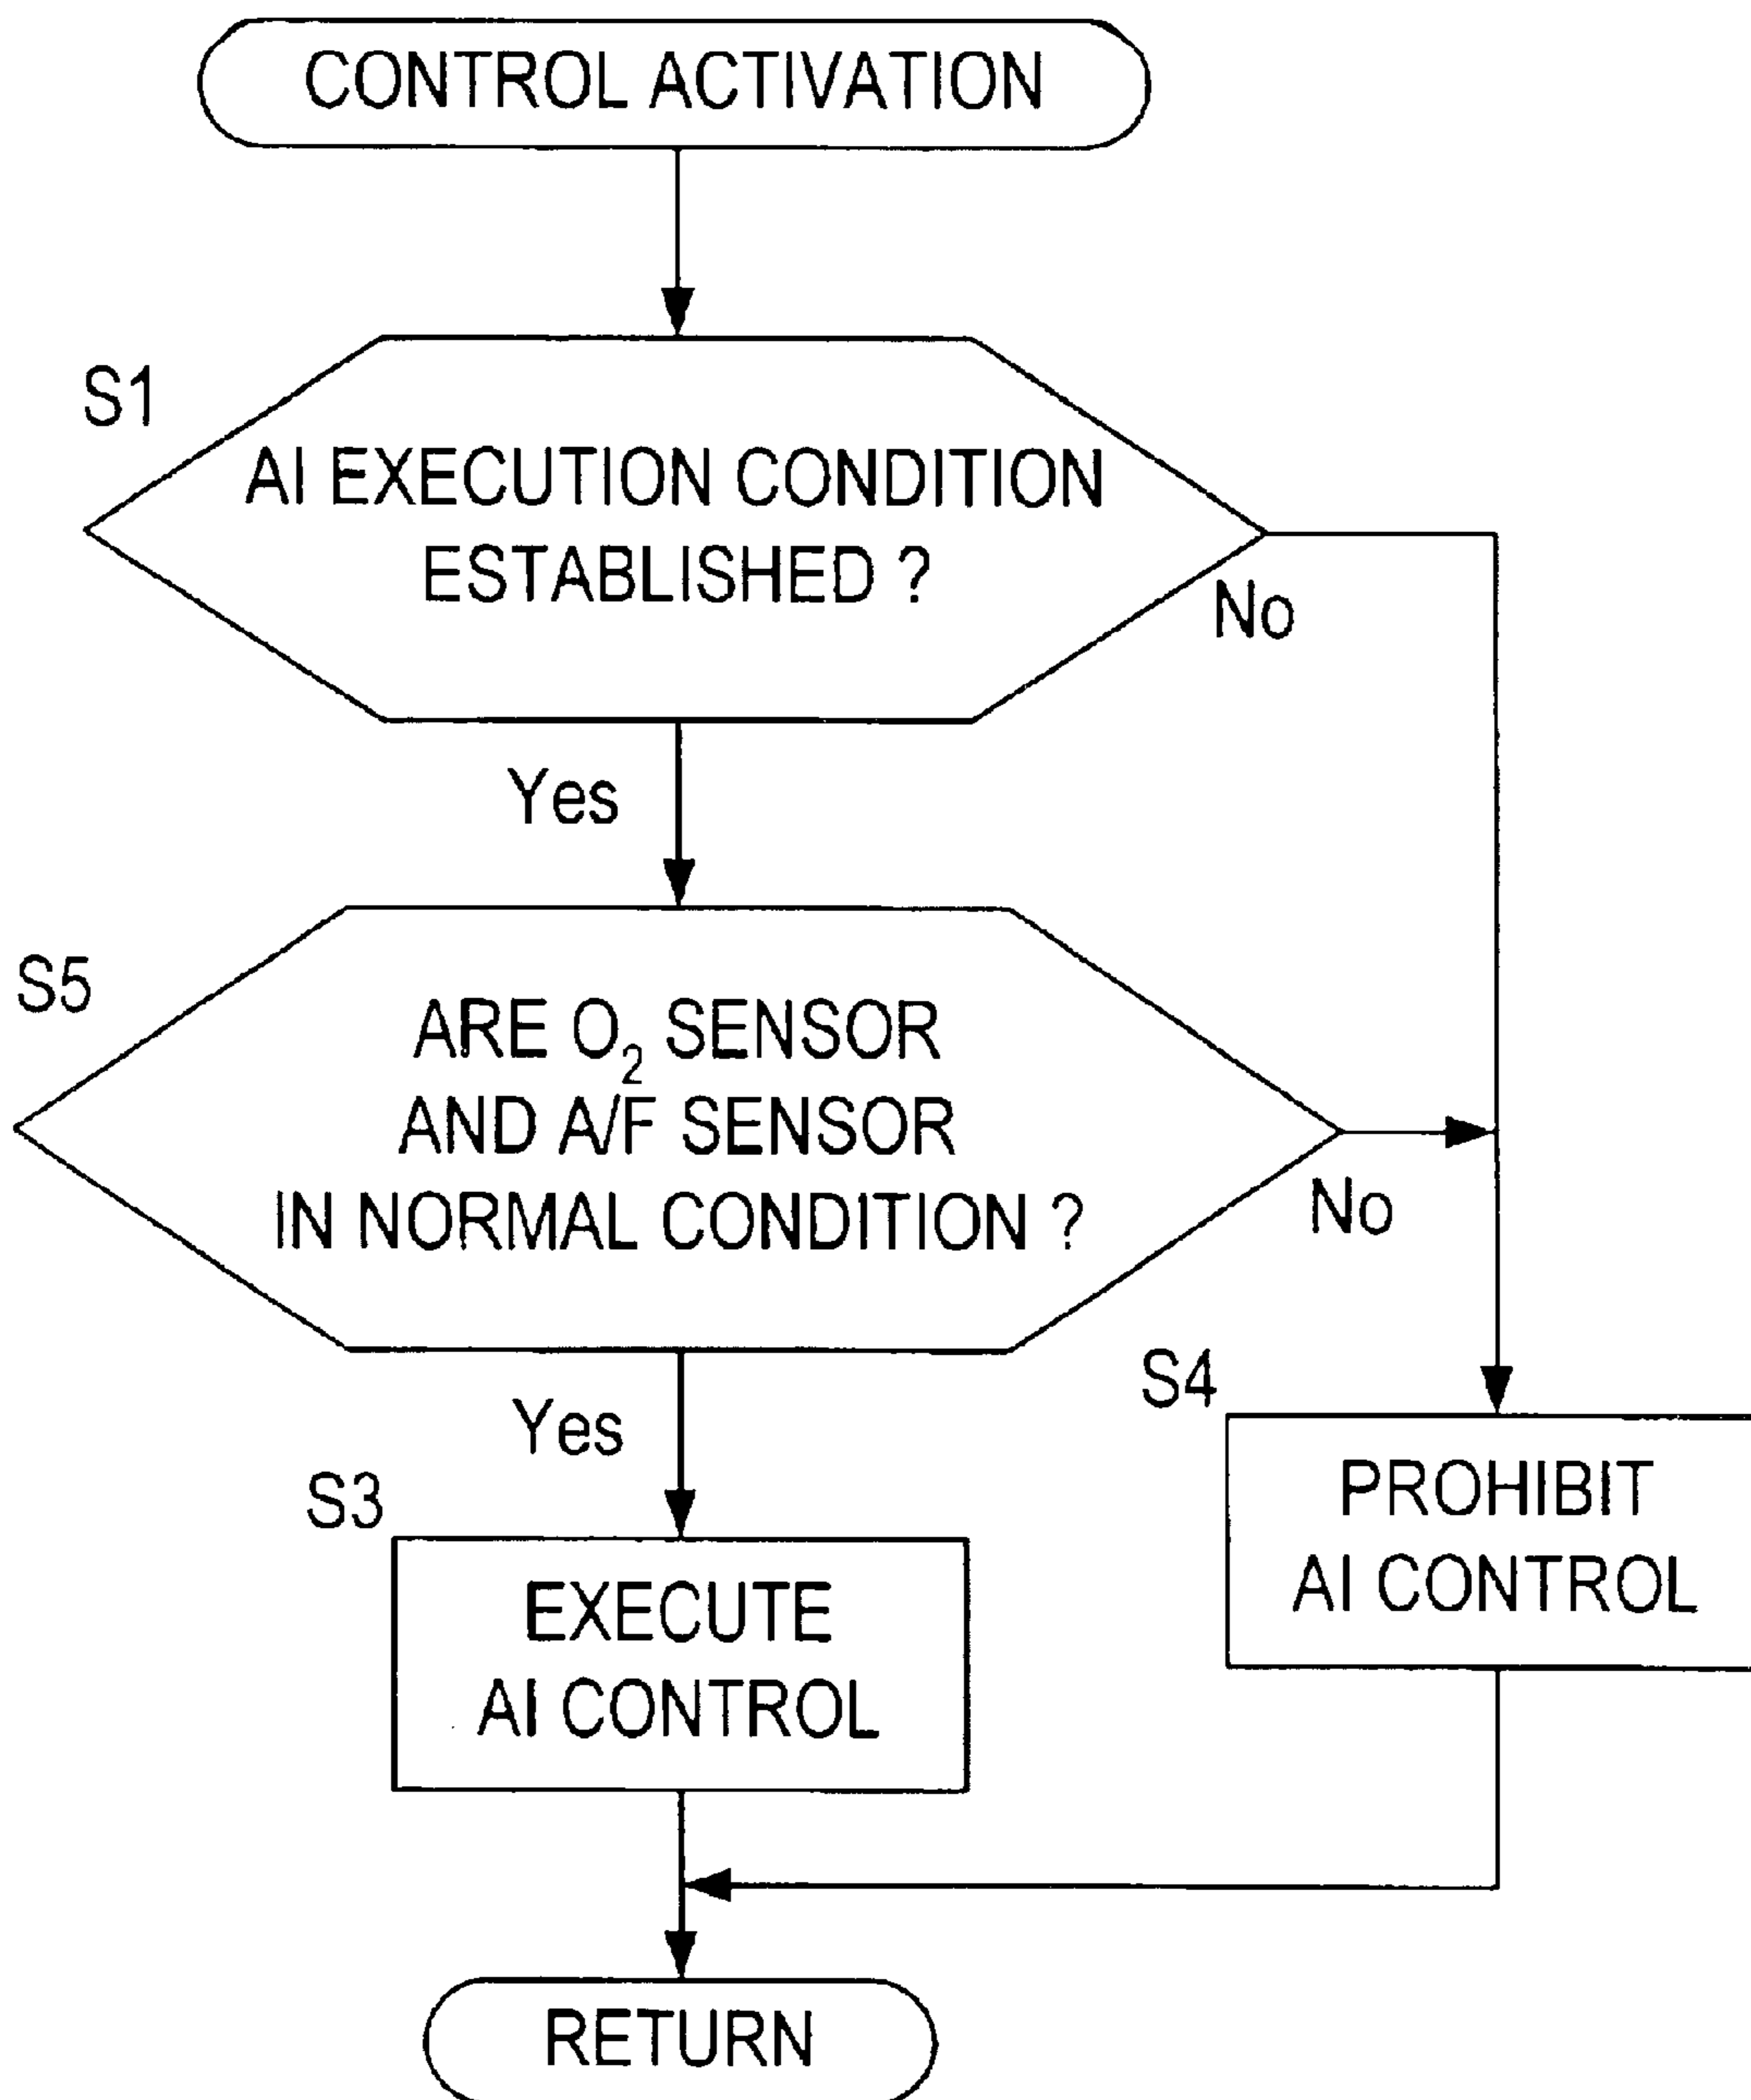 CONTROL ACTIVATION
S1
AI EXECUTION CONDITION
ESTABLISHED ?
No
Yes
S5
ARE O₂ SENSOR
AND A/F SENSOR
IN NORMAL CONDITION ?
No
Yes
S3
EXECUTE
AI CONTROL
S4
PROHIBIT
AI CONTROL
RETURN